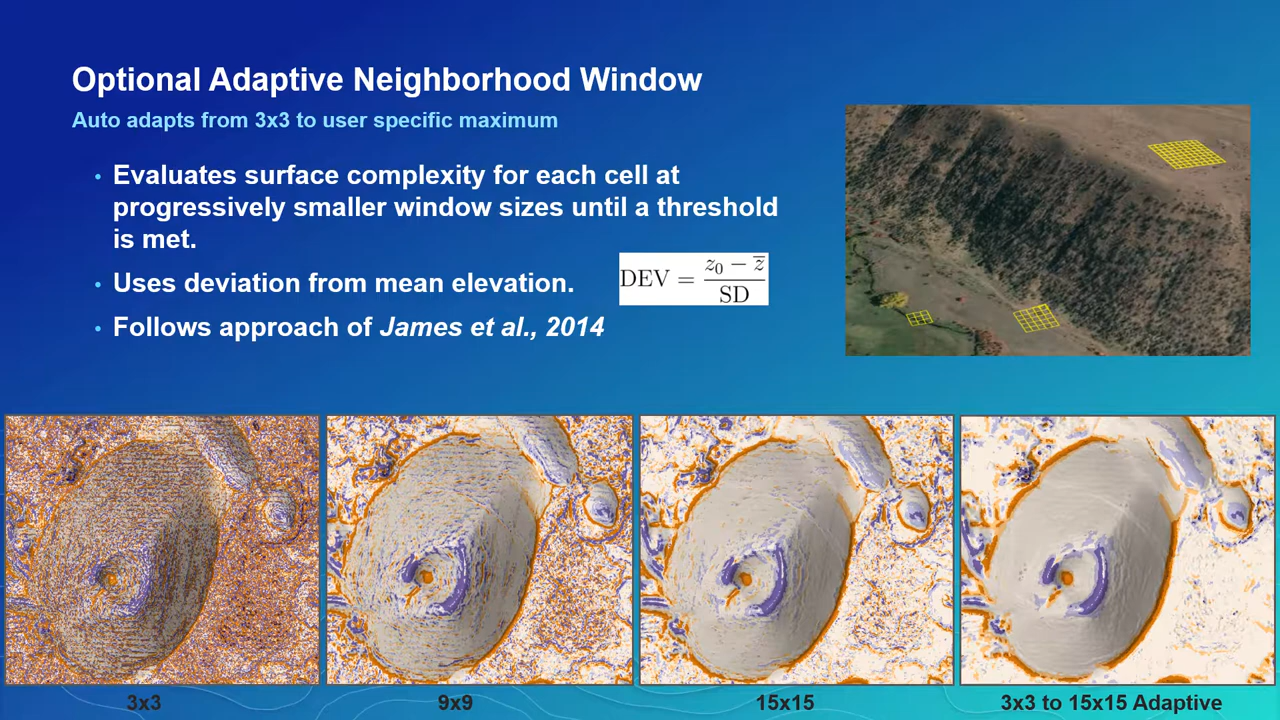 Optional Adaptive Neighborhood Window
Auto adapts from 3x3 to user specific maximum
• Evaluates surface complexity for each cell at
progressively smaller window sizes until a threshold
is met.
• Uses deviation from mean elevation.
DEV = (z₀ − z̅) / SD
• Follows approach of James et al., 2014
3x3
9x9
15x15
3x3 to 15x15 Adaptive